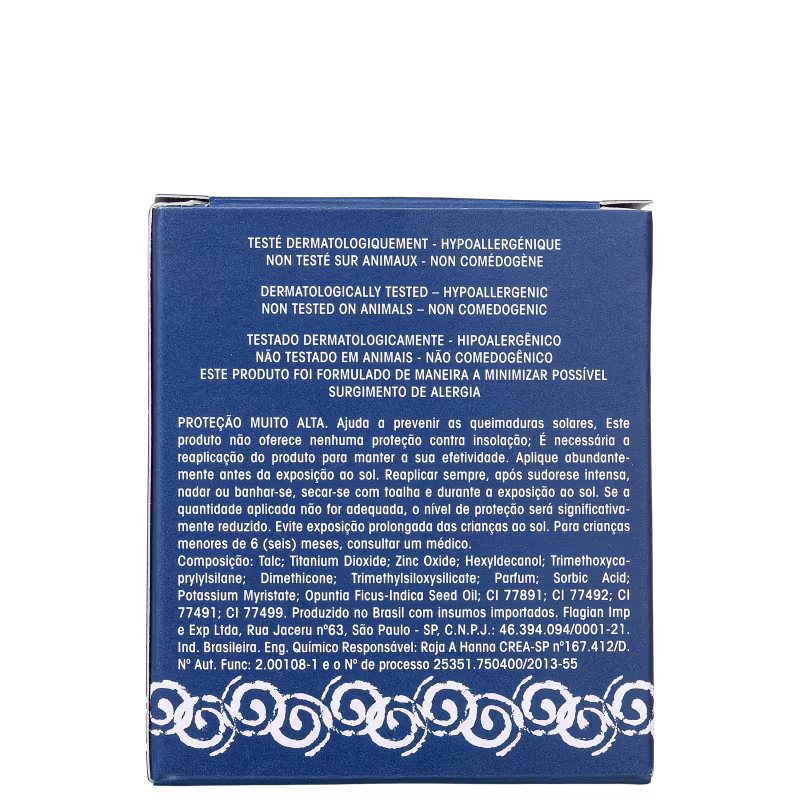 TESTÉ DERMATOLOGIQUEMENT - HYPOALLERGÉNIQUE
NON TESTÉ SUR ANIMAUX - NON COMÉDOGÈNE
DERMATOLOGICALLY TESTED – HYPOALLERGENIC
NON TESTED ON ANIMALS – NON COMEDOGENIC
TESTADO DERMATOLOGICAMENTE - HIPOALERGÊNICO
NÃO TESTADO EM ANIMAIS - NÃO COMEDOGÊNICO
ESTE PRODUTO FOI FORMULADO DE MANEIRA A MINIMIZAR POSSÍVEL
SURGIMENTO DE ALERGIA
PROTEÇÃO MUITO ALTA. Ajuda a prevenir as queimaduras solares, Este
produto não oferece nenhuma proteção contra insolação; É necessária a
reaplicação do produto para manter a sua efetividade. Aplique abundante-
mente antes da exposição ao sol. Reaplicar sempre, após sudorese intensa,
nadar ou banhar-se, secar-se com toalha e durante a exposição ao sol. Se a
quantidade aplicada não for adequada, o nível de proteção será significativa-
mente reduzido. Evite exposição prolongada das crianças ao sol. Para crianças
menores de 6 (seis) meses, consultar um médico.
Composição: Talc; Titanium Dioxide; Zinc Oxide; Hexyldecanol; Trimethoxyca-
prylylsilane; Dimethicone; Trimethylsiloxysilicate; Parfum; Sorbic Acid;
Potassium Myristate; Opuntia Ficus-Indica Seed Oil; CI 77891; CI 77492; CI
77491; CI 77499. Produzido no Brasil com insumos importados. Flagian Imp
e Exp Ltda, Rua Jaceru nº63, São Paulo - SP, C.N.P.J.: 46.394.094/0001-21.
Ind. Brasileira. Eng. Químico Responsável: Raja A Hanna CREA-SP nº167.412/D.
Nº Aut. Func: 2.00108-1 e o Nº de processo 25351.750400/2013-55